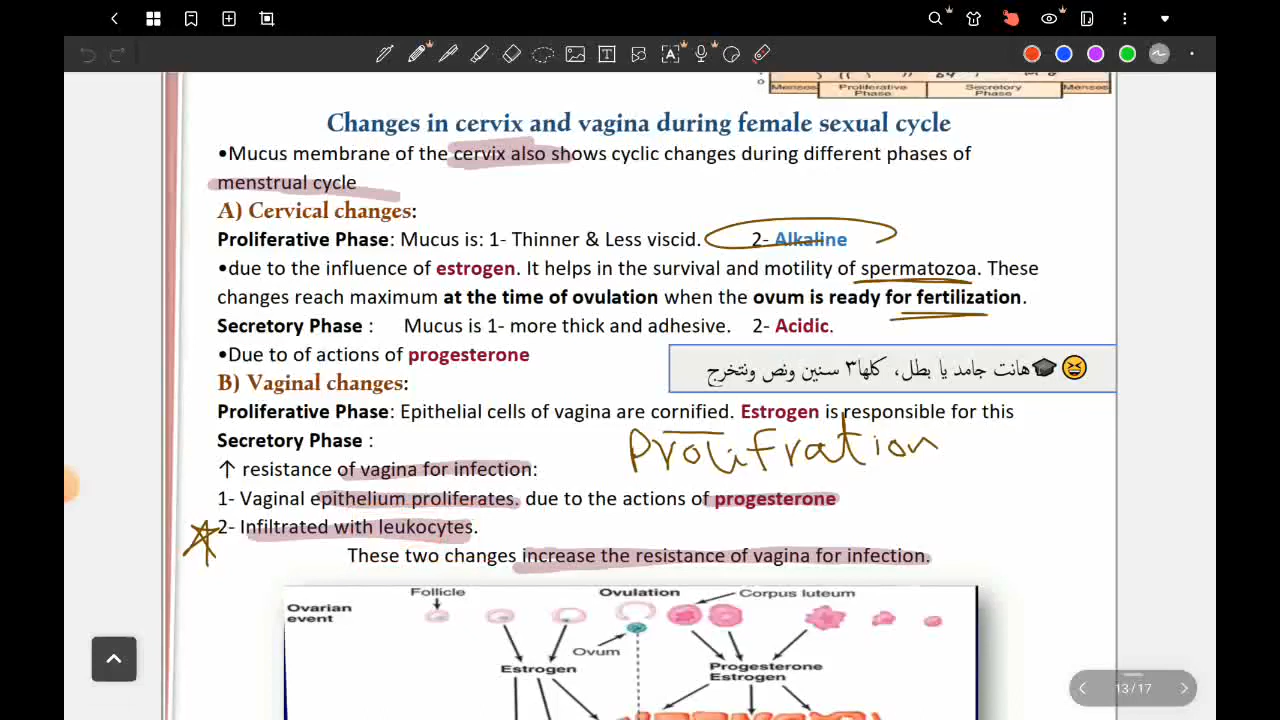 Menses Proliferative Phase Secretory Phase Menses
Changes in cervix and vagina during female sexual cycle
•Mucus membrane of the cervix also shows cyclic changes during different phases of
menstrual cycle
A) Cervical changes:
Proliferative Phase: Mucus is: 1- Thinner & Less viscid. 2- Alkaline
•due to the influence of estrogen. It helps in the survival and motility of spermatozoa. These
changes reach maximum at the time of ovulation when the ovum is ready for fertilization.
Secretory Phase : Mucus is 1- more thick and adhesive. 2- Acidic.
•Due to of actions of progesterone
هانت جامد يا بطل، كلها٣ سنين ونص ونتخرج🎓😆
B) Vaginal changes:
Proliferative Phase: Epithelial cells of vagina are cornified. Estrogen is responsible for this
Secretory Phase :
Prolifration
↑ resistance of vagina for infection:
1- Vaginal epithelium proliferates, due to the actions of progesterone
2- Infiltrated with leukocytes.
These two changes increase the resistance of vagina for infection.
Follicle Ovulation Corpus luteum
Ovarian event
Ovum
Estrogen Progesterone Estrogen
13/17